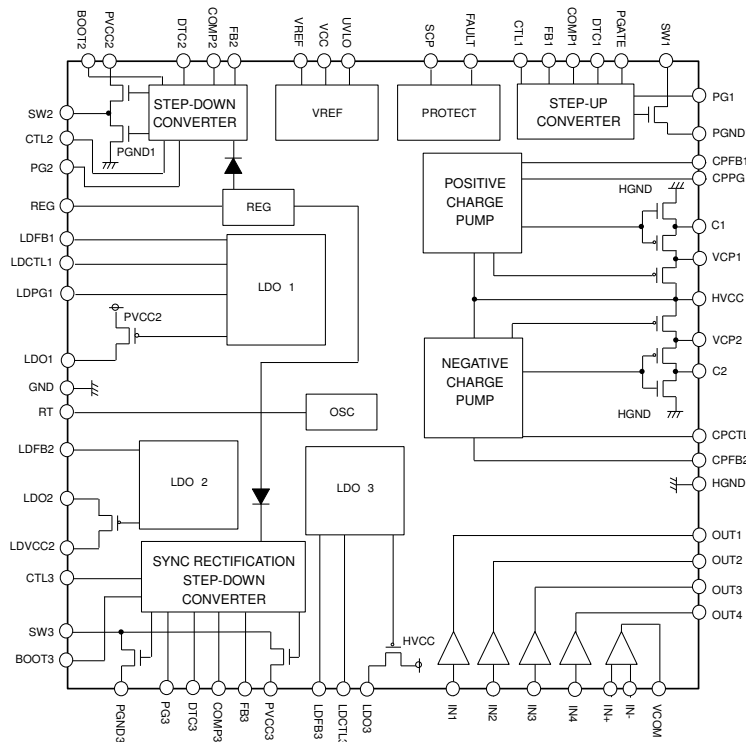 BOOT2
PVCC2
DTC2
COMP2
FB2
VREF
VCC
UVLO
SCP
FAULT
CTL1
FB1
COMP1
DTC1
PGATE
SW1
SW2
CTL2
PG2
REG
LDFB1
LDCTL1
LDPG1
LDO1
GND
RT
LDFB2
LDO2
LDVCC2
CTL3
SW3
BOOT3
STEP-DOWN
CONVERTER
PGND1
VREF
PROTECT
STEP-UP
CONVERTER
REG
LDO 1
PVCC2
OSC
LDO 2
LDO 3
SYNC RECTIFICATION
STEP-DOWN
CONVERTER
HVCC
POSITIVE
CHARGE
PUMP
HGND
NEGATIVE
CHARGE
PUMP
HGND
PG1
PGND
CPFB1
CPPG
C1
VCP1
HVCC
VCP2
C2
CPCTL
CPFB2
HGND
OUT1
OUT2
OUT3
OUT4
PGND3
PG3
DTC3
COMP3
FB3
PVCC3
LDFB3
LDCTL3
LDO3
IN1
IN2
IN3
IN4
IN+
IN-
VCOM